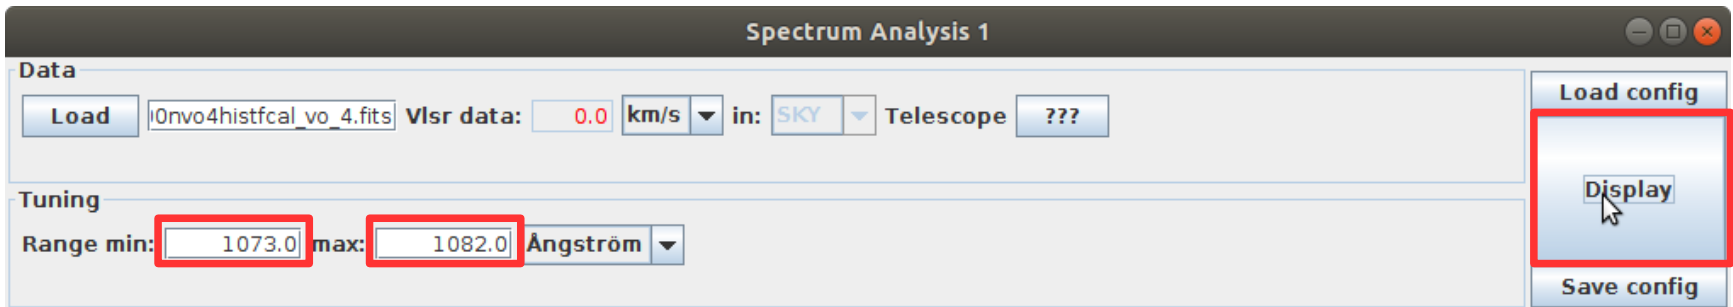 Spectrum Analysis 1
Data
Load 00nvo4histfcal_vo_4.fits Vlsr data: 0.0 km/s in: SKY Telescope ???
Load config
Display
Tuning
Range min: 1073.0 max: 1082.0 Ångström
Save config